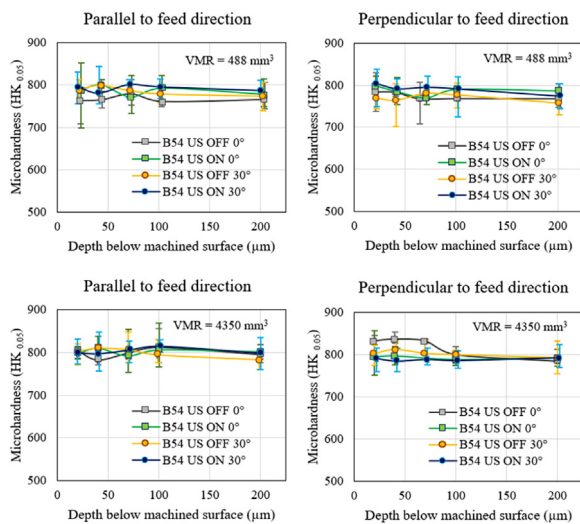 Parallel to feed direction
900
VMR = 488 mm³
800
700
600
500
B54 US OFF 0°
B54 US ON 0°
B54 US OFF 30°
B54 US ON 30°
Microhardness (HK 0.05)
0 50 100 150 200
Depth below machined surface (µm)
Perpendicular to feed direction
900
VMR = 488 mm³
800
700
600
500
B54 US OFF 0°
B54 US ON 0°
B54 US OFF 30°
B54 US ON 30°
Microhardness (HK 0.05)
0 50 100 150 200
Depth below machined surface (µm)
Parallel to feed direction
900
VMR = 4350 mm³
800
700
600
500
B54 US OFF 0°
B54 US ON 0°
B54 US OFF 30°
B54 US ON 30°
Microhardness (HK 0.05)
0 50 100 150 200
Depth below machined surface (µm)
Perpendicular to feed direction
900
VMR = 4350 mm³
800
700
600
500
B54 US OFF 0°
B54 US ON 0°
B54 US OFF 30°
B54 US ON 30°
Microhardness (HK 0.05)
0 50 100 150 200
Depth below machined surface (µm)